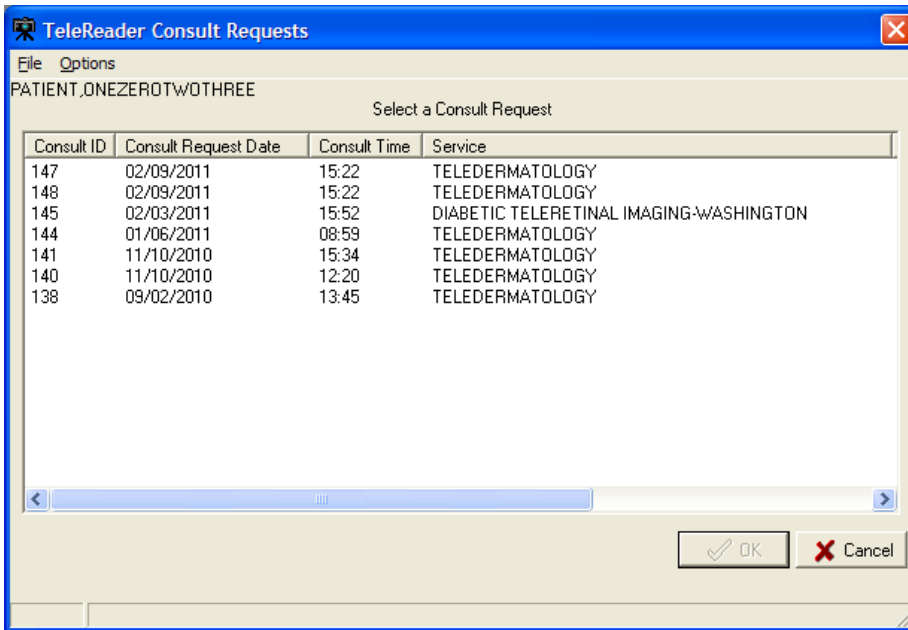 TeleReader Consult Requests
File Options
PATIENT,ONEZEROTWOTHREE
Select a Consult Request
Consult ID Consult Request Date Consult Time Service
147 02/09/2011 15:22 TELEDERMATOLOGY
148 02/09/2011 15:22 TELEDERMATOLOGY
145 02/03/2011 15:52 DIABETIC TELERETINAL IMAGING-WASHINGTON
144 01/06/2011 08:59 TELEDERMATOLOGY
141 11/10/2010 15:34 TELEDERMATOLOGY
140 11/10/2010 12:20 TELEDERMATOLOGY
138 09/02/2010 13:45 TELEDERMATOLOGY
OK Cancel